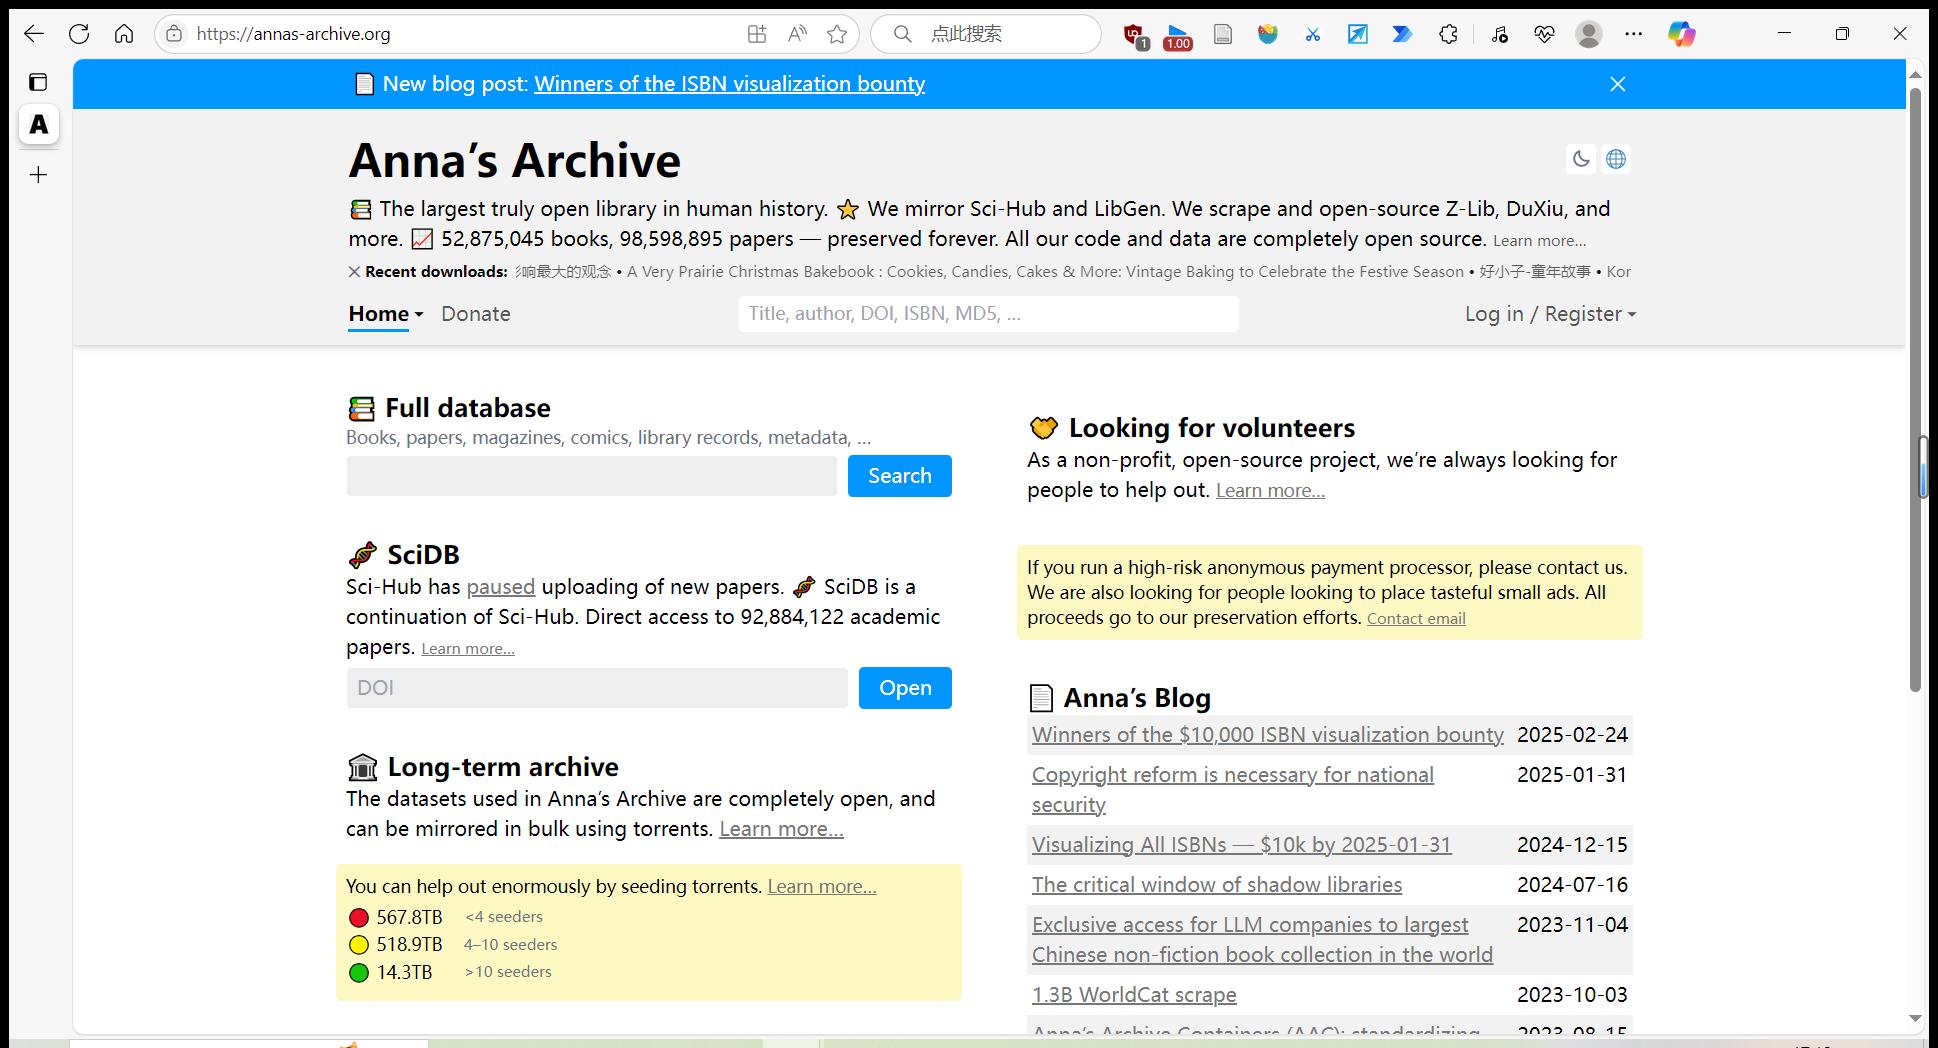 https://annas-archive.org
点此搜索
1
1.00
New blog post: Winners of the ISBN visualization bounty
A
Anna’s Archive
The largest truly open library in human history. ⭐ We mirror Sci-Hub and LibGen. We scrape and open-source Z-Lib, DuXiu, and
more. 📈 52,875,045 books, 98,598,895 papers — preserved forever. All our code and data are completely open source. Learn more…
Recent downloads: 响最大的观念 • A Very Prairie Christmas Bakebook : Cookies, Candies, Cakes & More: Vintage Baking to Celebrate the Festive Season • 好小子-童年故事 • Kor
Home Donate
Title, author, DOI, ISBN, MD5, …
Log in / Register
Full database
Books, papers, magazines, comics, library records, metadata, …
Search
SciDB
Sci-Hub has paused uploading of new papers. 🧬 SciDB is a
continuation of Sci-Hub. Direct access to 92,884,122 academic
papers. Learn more…
DOI
Open
Long-term archive
The datasets used in Anna’s Archive are completely open, and
can be mirrored in bulk using torrents. Learn more…
You can help out enormously by seeding torrents. Learn more…
567.8TB <4 seeders
518.9TB 4–10 seeders
14.3TB >10 seeders
Looking for volunteers
As a non-profit, open-source project, we’re always looking for
people to help out. Learn more…
If you run a high-risk anonymous payment processor, please contact us.
We are also looking for people looking to place tasteful small ads. All
proceeds go to our preservation efforts. Contact email
Anna’s Blog
Winners of the $10,000 ISBN visualization bounty 2025-02-24
Copyright reform is necessary for national 2025-01-31
security
Visualizing All ISBNs — $10k by 2025-01-31 2024-12-15
The critical window of shadow libraries 2024-07-16
Exclusive access for LLM companies to largest 2023-11-04
Chinese non-fiction book collection in the world
1.3B WorldCat scrape 2023-10-03
Anna’s Archive Containers (AAC): standardizing 2023-08-15